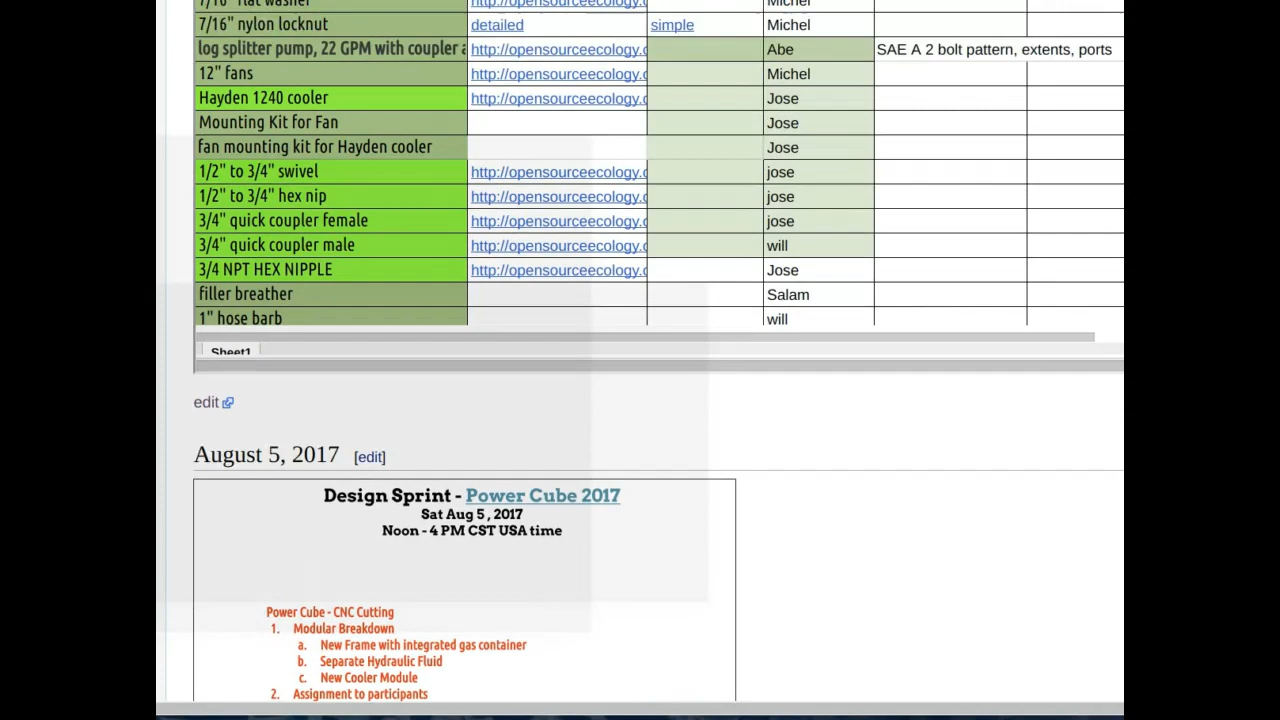 7/16" flat washer Michel
7/16" nylon locknut detailed simple Michel
log splitter pump, 22 GPM with coupler a http://opensourceecology.o Abe SAE A 2 bolt pattern, extents, ports
12" fans http://opensourceecology.o Michel
Hayden 1240 cooler http://opensourceecology.o Jose
Mounting Kit for Fan Jose
fan mounting kit for Hayden cooler Jose
1/2" to 3/4" swivel http://opensourceecology.o jose
1/2" to 3/4" hex nip http://opensourceecology.o jose
3/4" quick coupler female http://opensourceecology.o jose
3/4" quick coupler male http://opensourceecology.o will
3/4 NPT HEX NIPPLE http://opensourceecology.o Jose
filler breather Salam
1" hose barb will
Sheet1
edit
August 5, 2017 [edit]
Design Sprint - Power Cube 2017
Sat Aug 5 , 2017
Noon - 4 PM CST USA time
Power Cube - CNC Cutting
1. Modular Breakdown
a. New Frame with integrated gas container
b. Separate Hydraulic Fluid
c. New Cooler Module
2. Assignment to participants